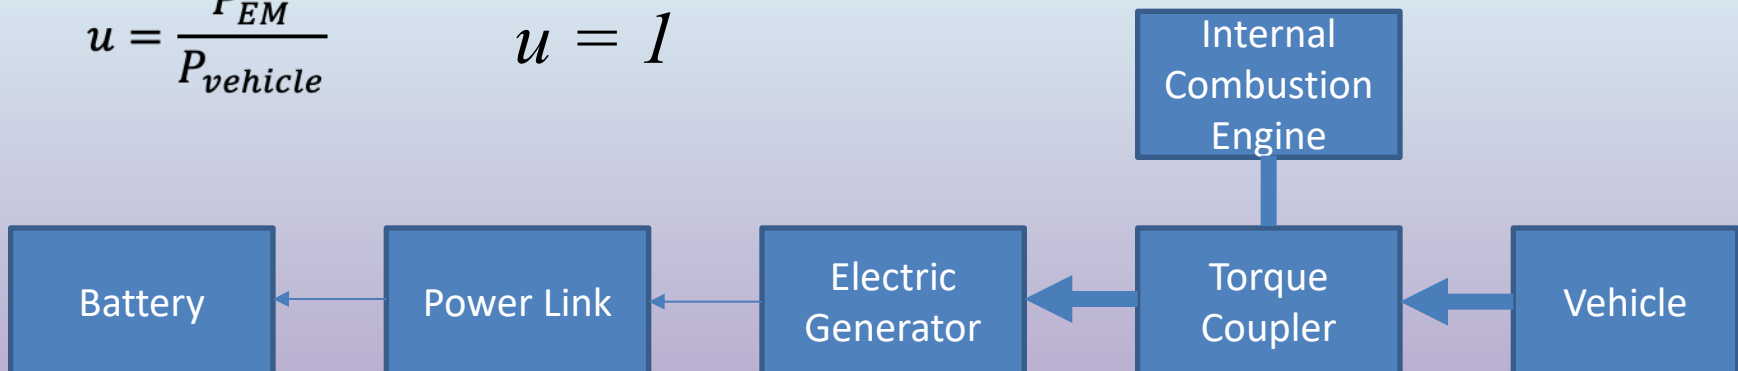 u = P_EM / P_vehicle
u = 1
Internal
Combustion
Engine
Battery
Power Link
Electric
Generator
Torque
Coupler
Vehicle